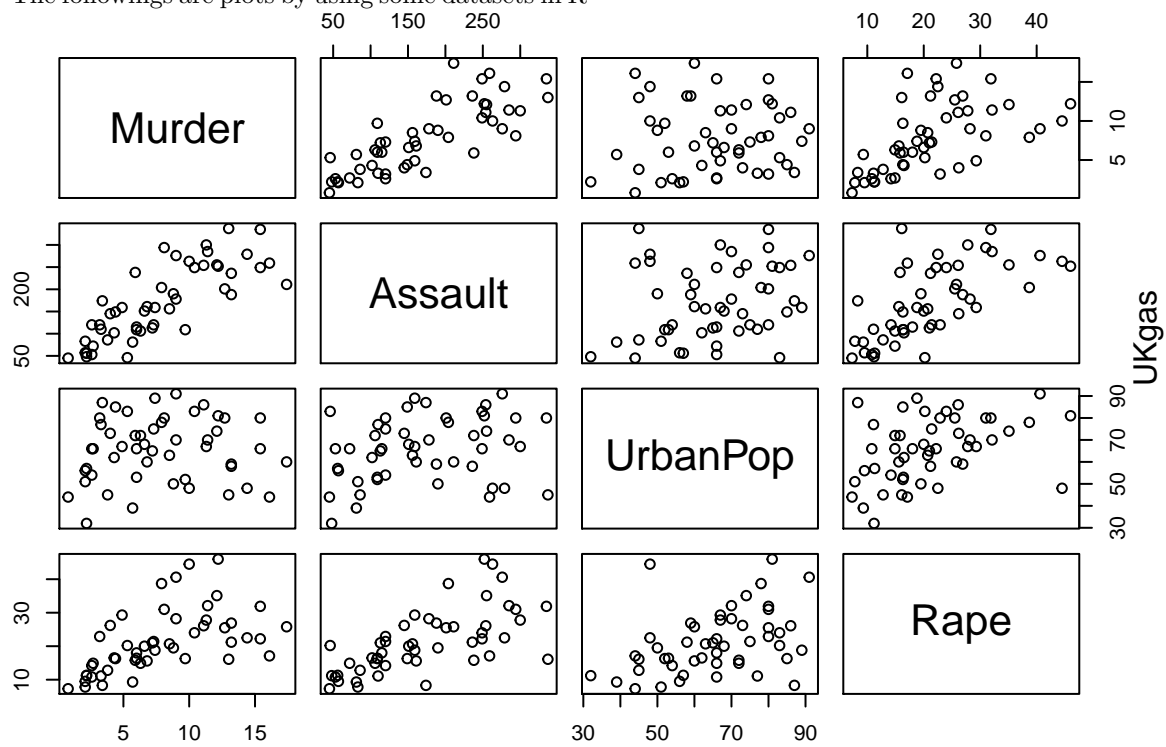 The followings are plots by using some datasets in R
50 150 250
10 20 30 40
Murder
5 10
50 200
Assault
UKgas
UrbanPop
30 50 70 90
10 30
Rape
5 10 15
30 50 70 90